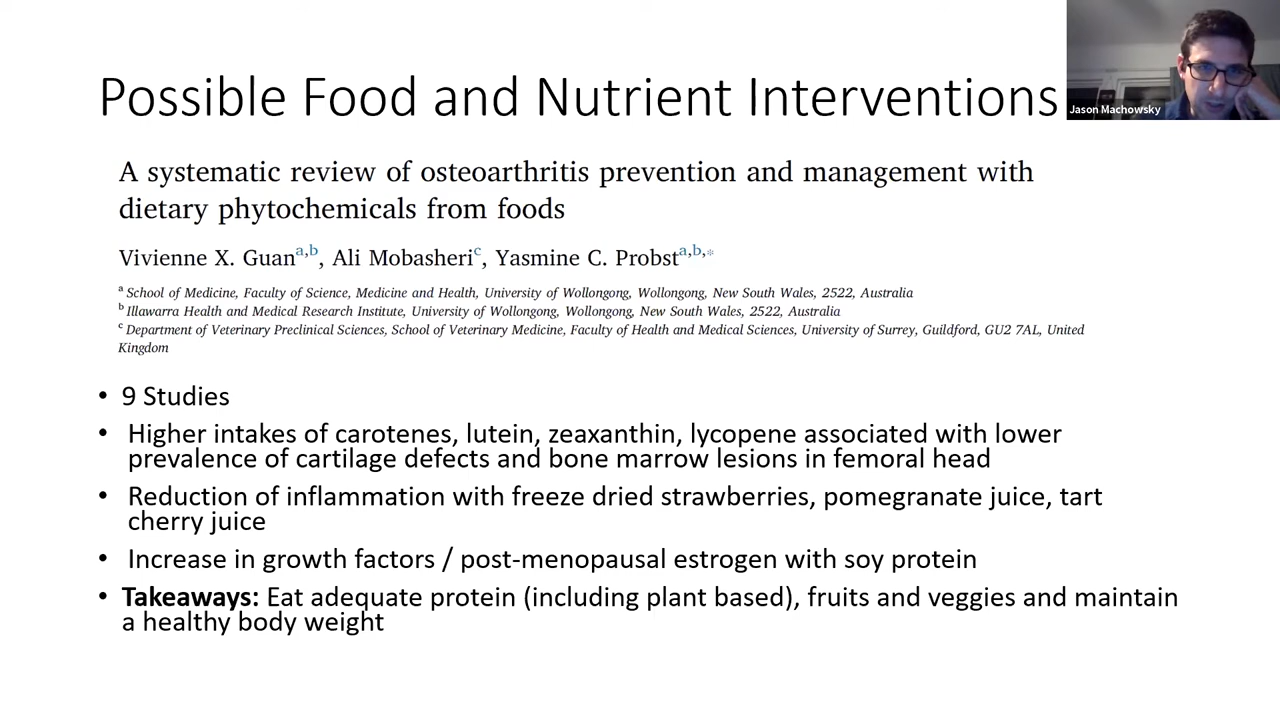 Possible Food and Nutrient Interventions
Jason Machowsky
A systematic review of osteoarthritis prevention and management with
dietary phytochemicals from foods
Vivienne X. Guan a,b, Ali Mobasheri c, Yasmine C. Probst a,b,*
a School of Medicine, Faculty of Science, Medicine and Health, University of Wollongong, Wollongong, New South Wales, 2522, Australia
b Illawarra Health and Medical Research Institute, University of Wollongong, Wollongong, New South Wales, 2522, Australia
c Department of Veterinary Preclinical Sciences, School of Veterinary Medicine, Faculty of Health and Medical Sciences, University of Surrey, Guildford, GU2 7AL, United
Kingdom
• 9 Studies
• Higher intakes of carotenes, lutein, zeaxanthin, lycopene associated with lower
prevalence of cartilage defects and bone marrow lesions in femoral head
• Reduction of inflammation with freeze dried strawberries, pomegranate juice, tart
cherry juice
• Increase in growth factors / post-menopausal estrogen with soy protein
• Takeaways: Eat adequate protein (including plant based), fruits and veggies and maintain
a healthy body weight